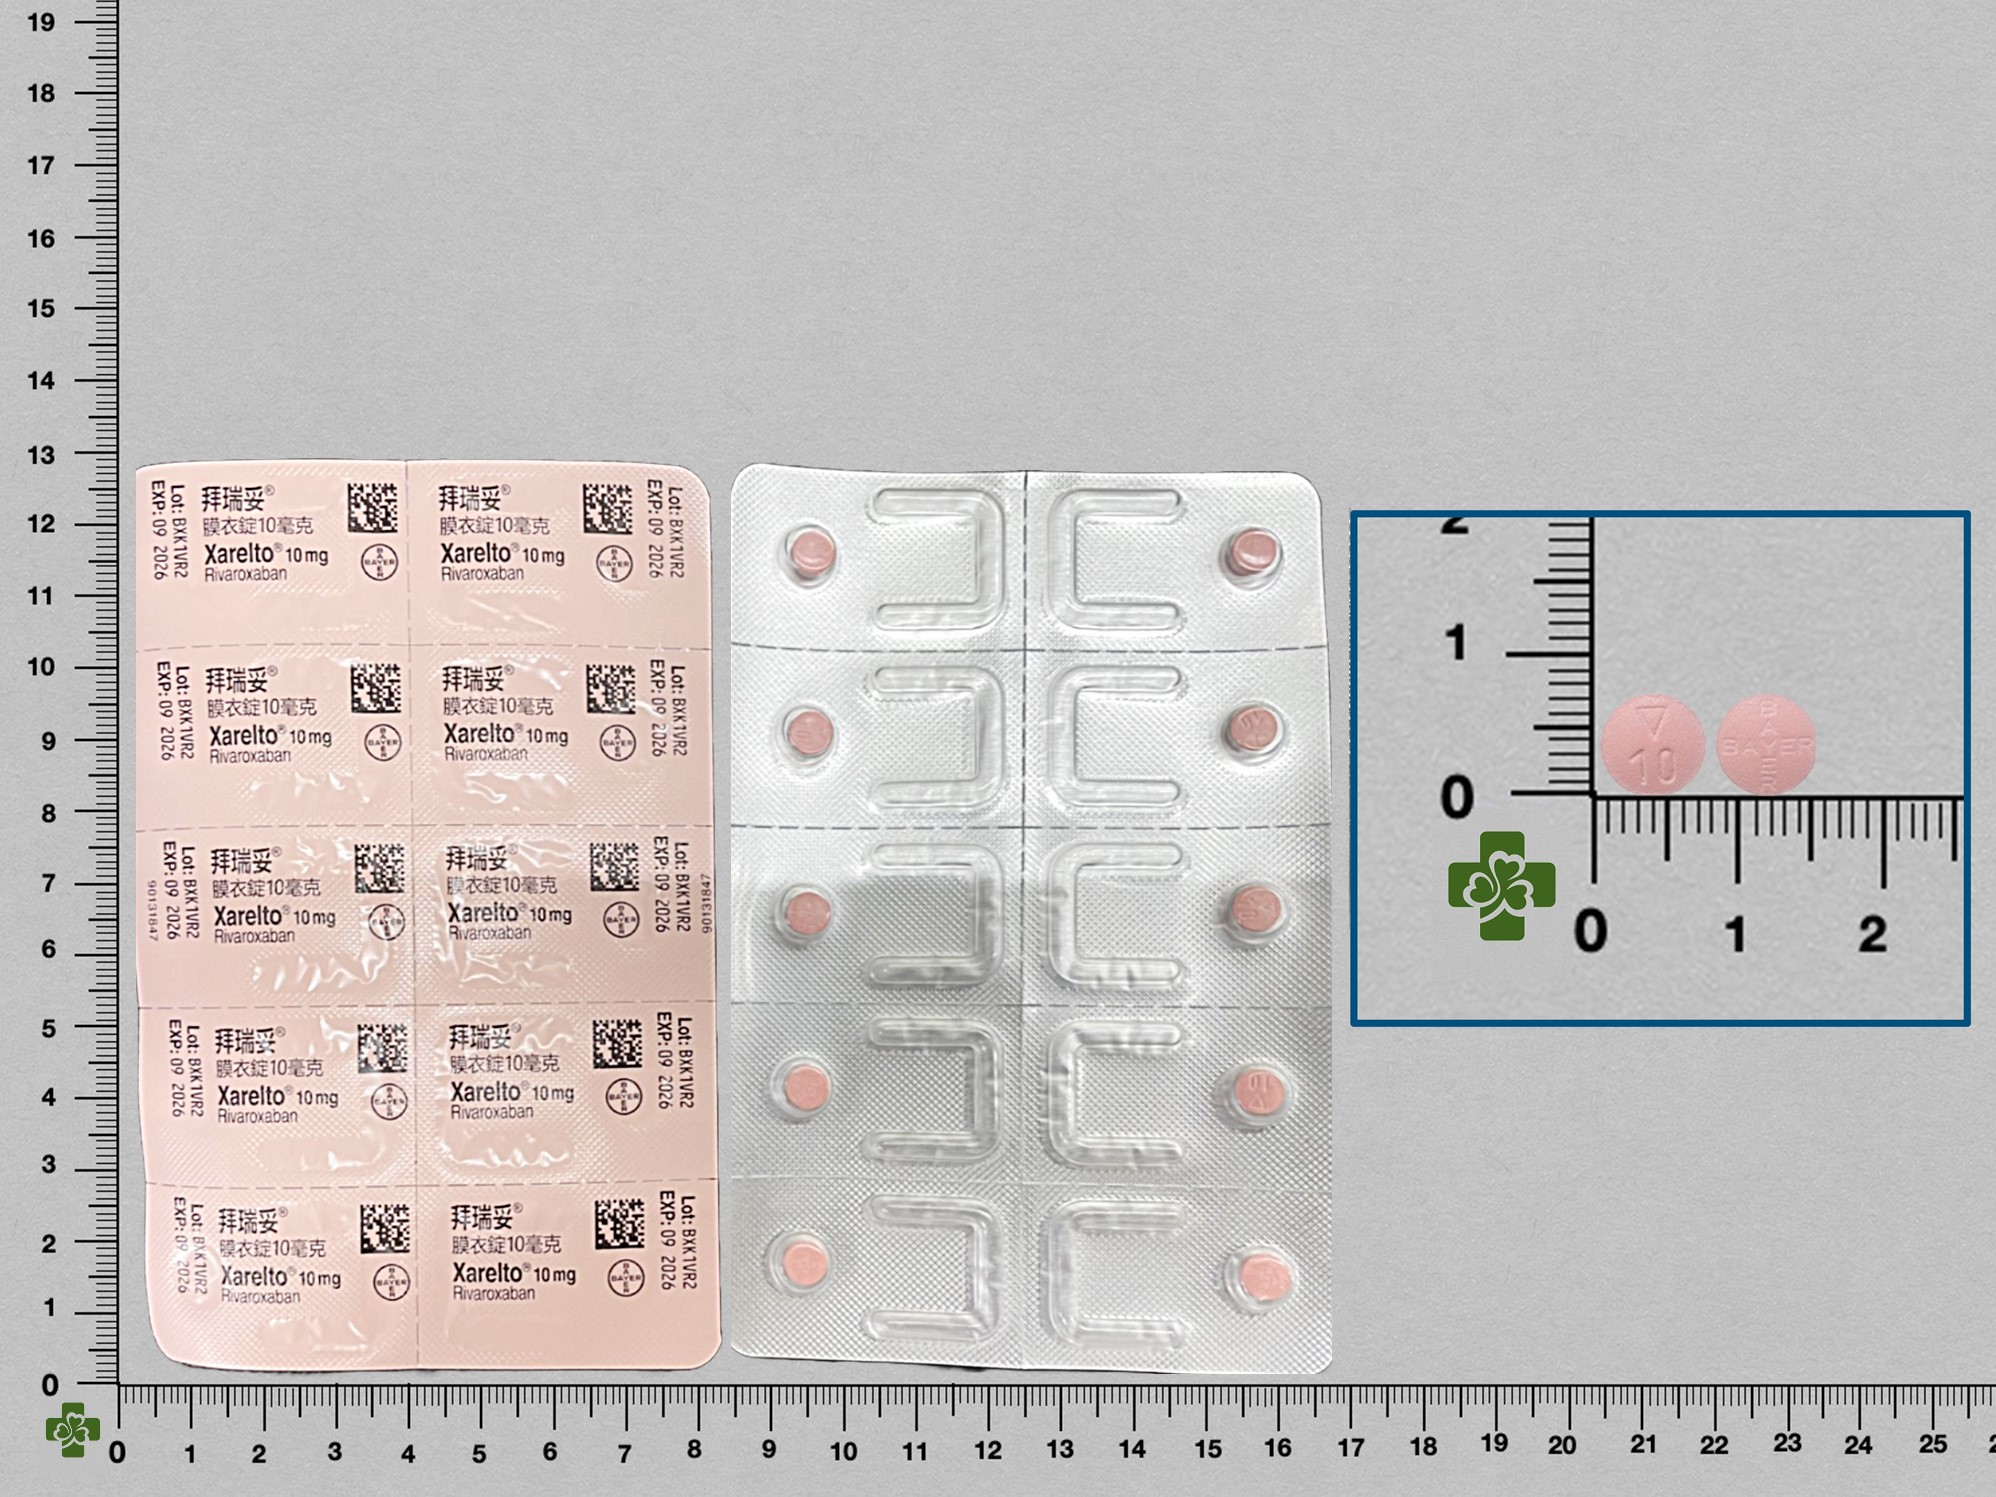 19
18
17
16
15
14
13
12
11
10
9
8
7
6
5
4
3
2
1
0
Lot: BXK1VR2
EXP: 09 2026
拜瑞妥®
膜衣錠10毫克
Xarelto® 10 mg
Rivaroxaban
BAYER
BAYER
拜瑞妥®
膜衣錠10毫克
Xarelto® 10 mg
Rivaroxaban
BAYER
BAYER
Lot: BXK1VR2
EXP: 09 2026
Lot: BXK1VR2
EXP: 09 2026
拜瑞妥®
膜衣錠10毫克
Xarelto® 10 mg
Rivaroxaban
BAYER
BAYER
拜瑞妥®
膜衣錠10毫克
Xarelto® 10 mg
Rivaroxaban
BAYER
BAYER
Lot: BXK1VR2
EXP: 09 2026
90131847
Lot: BXK1VR2
EXP: 09 2026
拜瑞妥®
膜衣錠10毫克
Xarelto® 10 mg
Rivaroxaban
BAYER
BAYER
拜瑞妥®
膜衣錠10毫克
Xarelto® 10 mg
Rivaroxaban
BAYER
BAYER
Lot: BXK1VR2
EXP: 09 2026
90131847
Lot: BXK1VR2
EXP: 09 2026
拜瑞妥®
膜衣錠10毫克
Xarelto® 10 mg
Rivaroxaban
BAYER
BAYER
拜瑞妥®
膜衣錠10毫克
Xarelto® 10 mg
Rivaroxaban
BAYER
BAYER
Lot: BXK1VR2
EXP: 09 2026
Lot: BXK1VR2
EXP: 09 2026
拜瑞妥®
膜衣錠10毫克
Xarelto® 10 mg
Rivaroxaban
BAYER
BAYER
拜瑞妥®
膜衣錠10毫克
Xarelto® 10 mg
Rivaroxaban
BAYER
BAYER
Lot: BXK1VR2
EXP: 09 2026
2
1
0
10
BAYER
BAYER
0 1 2
0 1 2 3 4 5 6 7 8 9 10 11 12 13 14 15 16 17 18 19 20 21 22 23 24 25